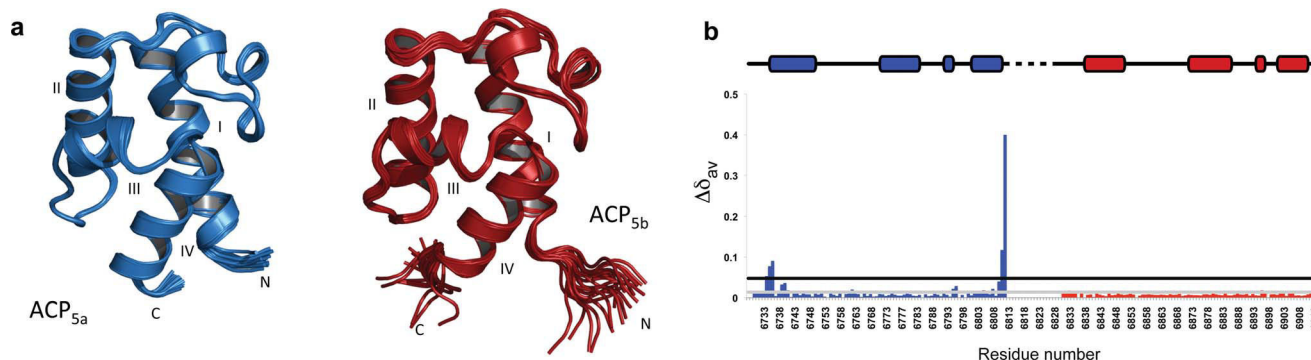 a
b
II
I
III
IV
N
C
ACP5a
II
I
III
ACP5b
IV
C
N
0.5
0.4
0.3
0.2
0.1
0
Δδav
6733 6738 6743 6748 6753 6758 6763 6768 6773 6777 6783 6788 6793 6798 6803 6808 6813 6818 6823 6828 6833 6838 6843 6848 6853 6858 6863 6868 6873 6878 6883 6888 6893 6898 6903 6908
Residue number